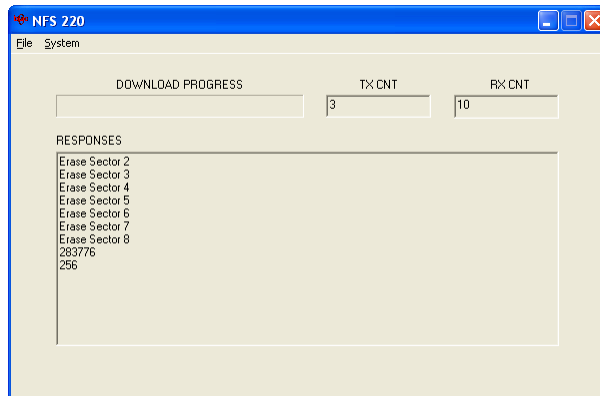 NFS 220
File System
DOWNLOAD PROGRESS TX CNT RX CNT
3 10
RESPONSES
Erase Sector 2
Erase Sector 3
Erase Sector 4
Erase Sector 5
Erase Sector 6
Erase Sector 7
Erase Sector 8
283776
256